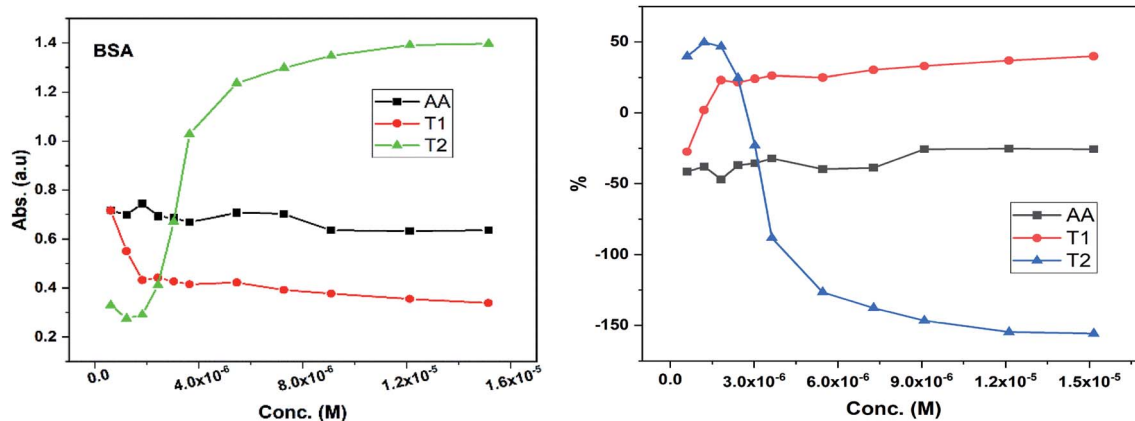 BSA
Abs. (a.u)
1.4
1.2
1.0
0.8
0.6
0.4
0.2
AA
T1
T2
0.0 4.0x10⁻⁶ 8.0x10⁻⁶ 1.2x10⁻⁵ 1.6x10⁻⁵
Conc. (M)
%
50
0
-50
-100
-150
AA
T1
T2
0.0 3.0x10⁻⁶ 6.0x10⁻⁶ 9.0x10⁻⁶ 1.2x10⁻⁵ 1.5x10⁻⁵
Conc. (M)